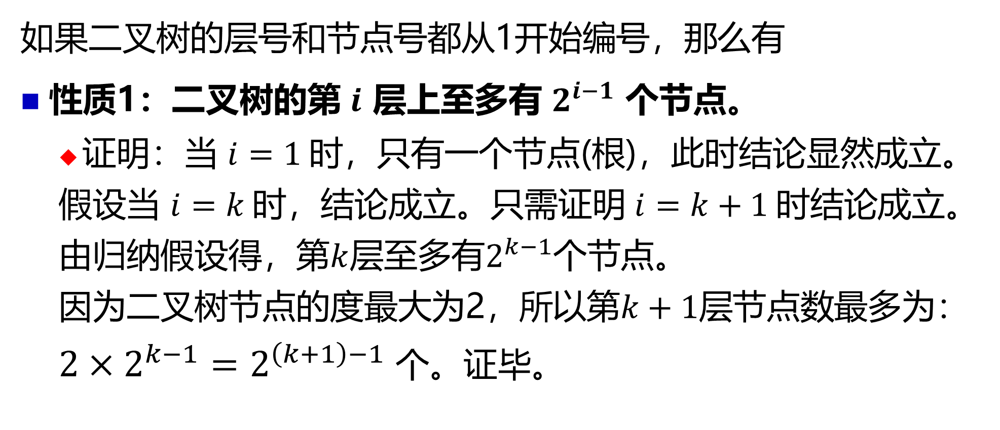 如果二叉树的层号和节点号都从1开始编号，那么有
■ 性质1：二叉树的第 i 层上至多有 2^{i−1} 个节点。
◆ 证明：当 i = 1 时，只有一个节点(根)，此时结论显然成立。
假设当 i = k 时，结论成立。只需证明 i = k + 1 时结论成立。
由归纳假设得，第k层至多有2^{k−1}个节点。
因为二叉树节点的度最大为2，所以第k + 1层节点数最多为：
2 × 2^{k−1} = 2^{(k+1)−1} 个。证毕。